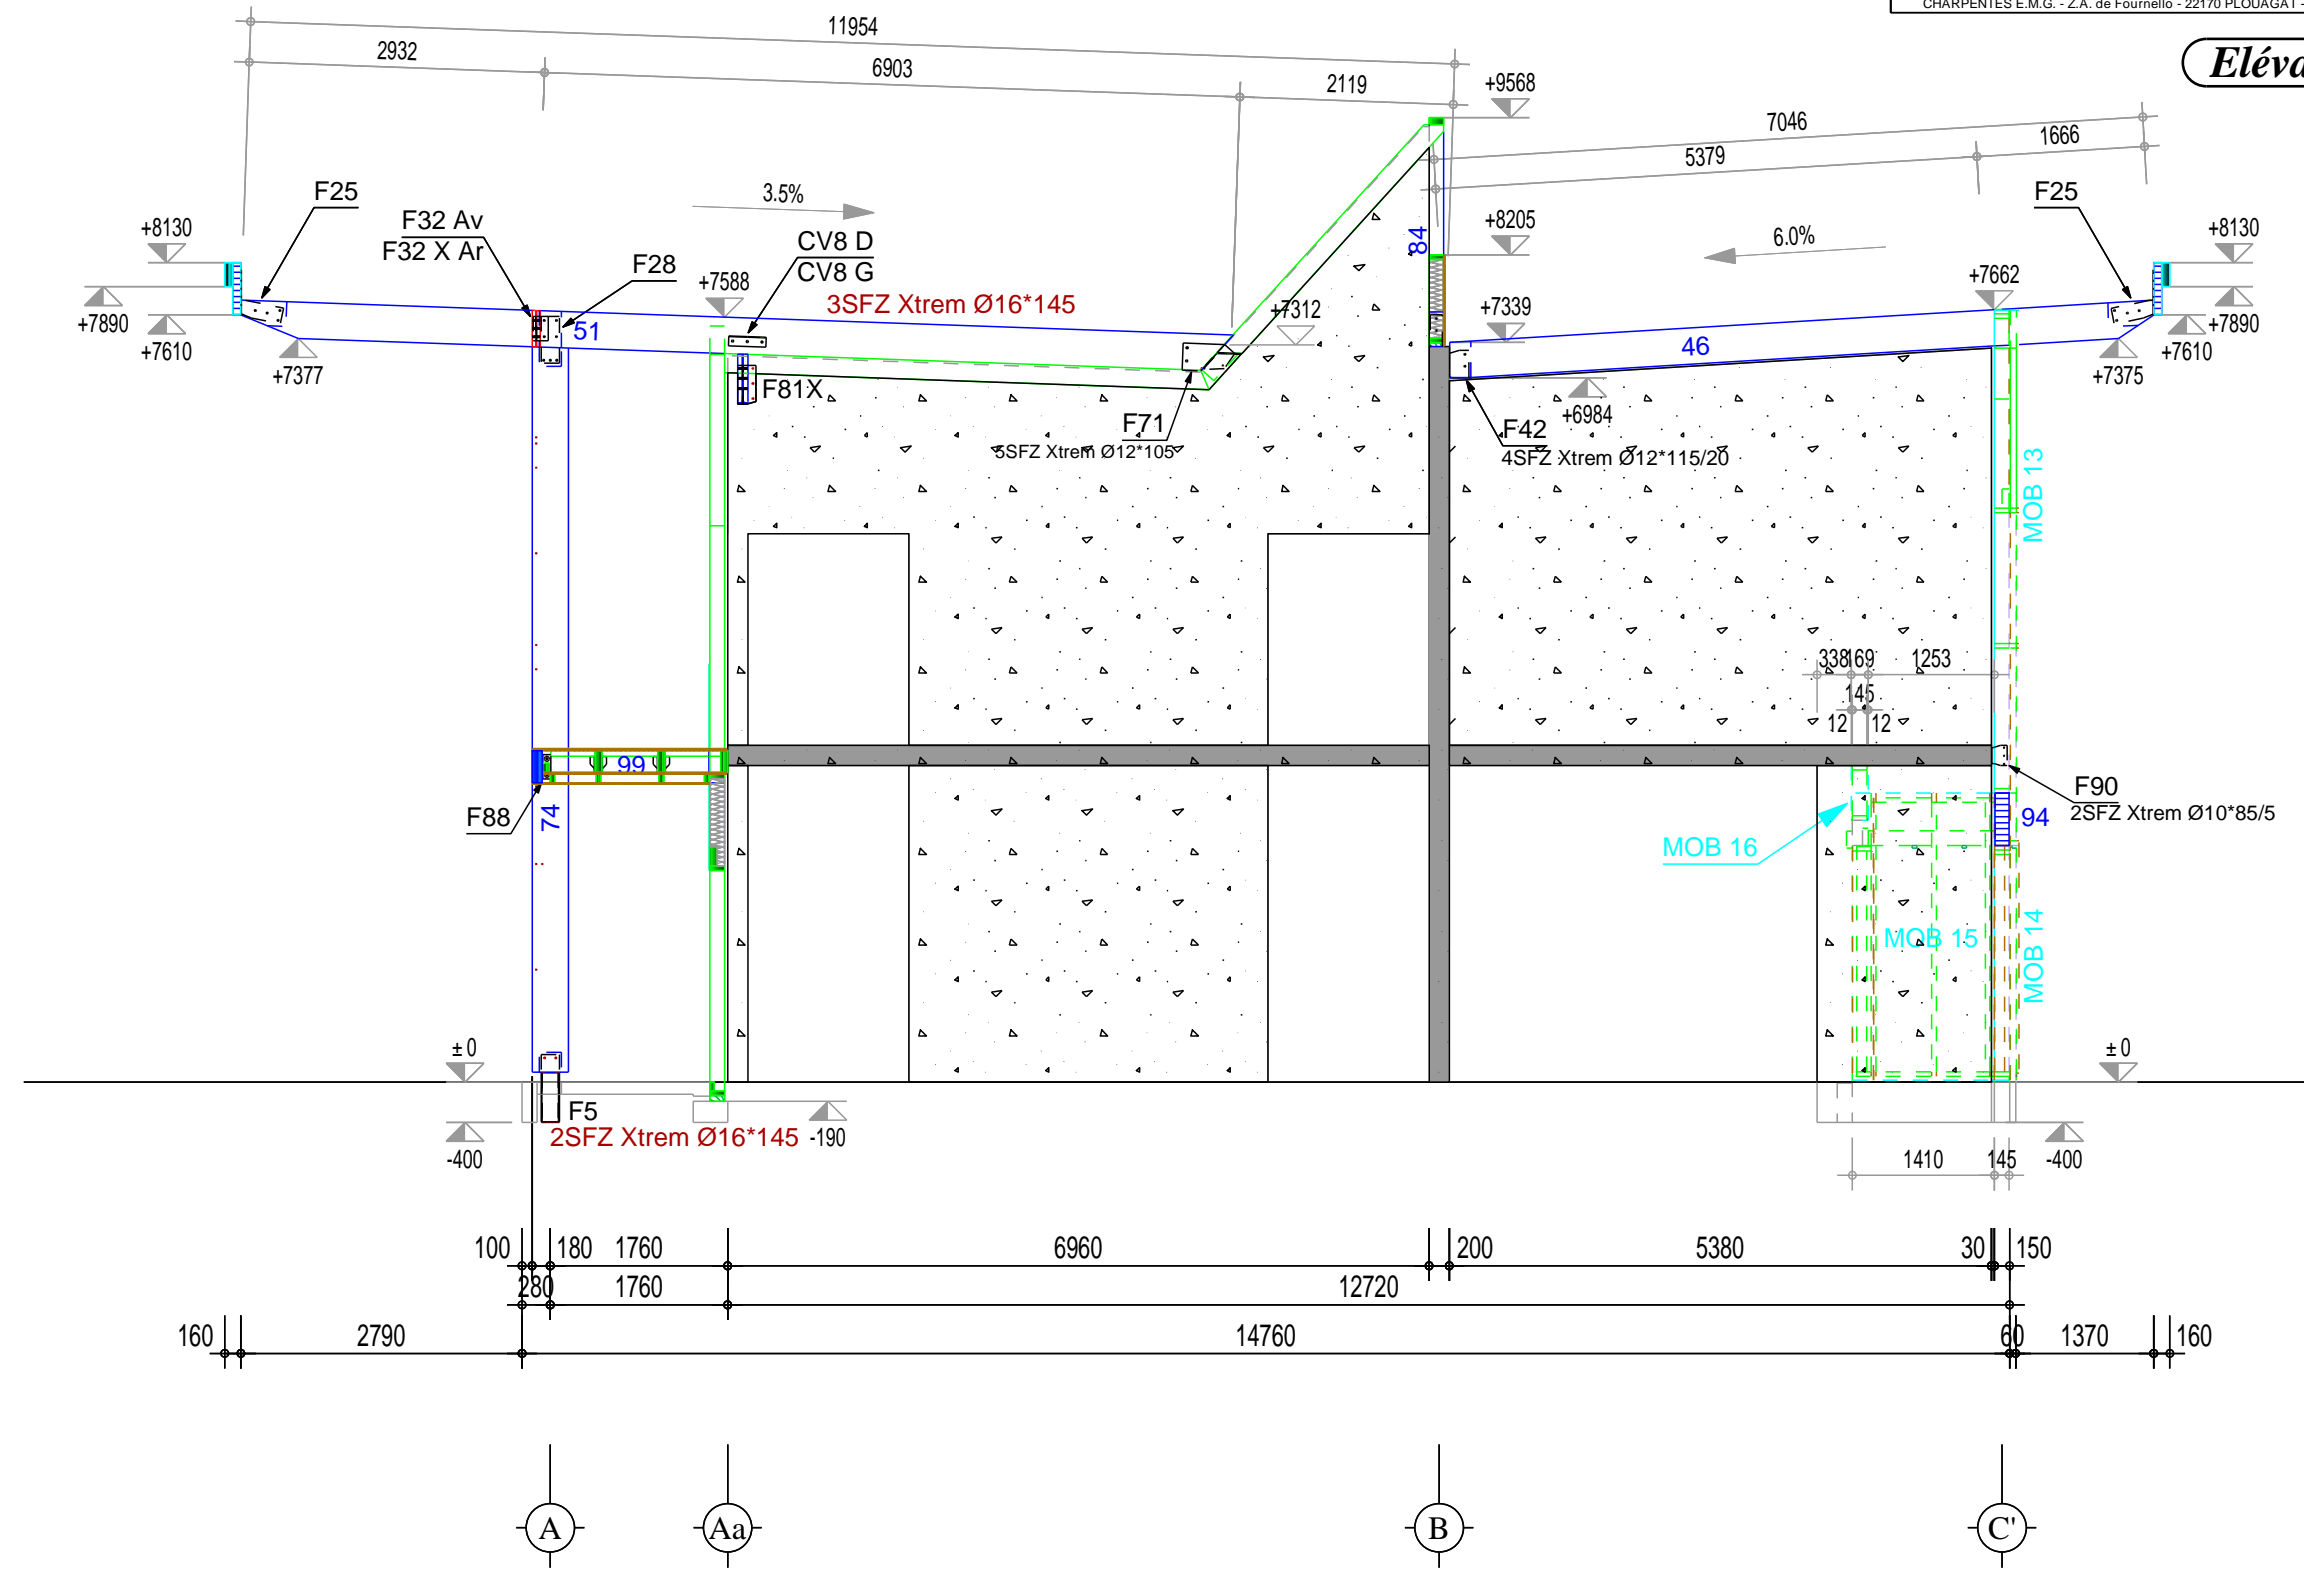 CHARPENTES E.M.G. - Z.A. de Fournello - 22170 PLOUAGAT -
Eléva
11954
2932
6903
2119
+9568
7046
1666
5379
3.5%
6.0%
F25
F25
F32 Av
F32 X Ar
F28
CV8 D
CV8 G
3SFZ Xtrem Ø16*145
+8130
+7890
+7610
+7377
51
+7588
+7312
84
+8205
+7339
+7662
+8130
+7890
+7610
+7375
46
F81X
F71
5SFZ Xtrem Ø12*105
+6984
F42
4SFZ Xtrem Ø12*115/20
MOB 13
338
169
1253
145
12
12
99
F88
74
F90
2SFZ Xtrem Ø10*85/5
94
MOB 16
MOB 15
MOB 14
± 0
± 0
F5
2SFZ Xtrem Ø16*145
-190
-400
-400
1410
145
100
180
1760
6960
200
5380
30
150
280
1760
12720
160
2790
14760
60
1370
160
A
Aa
B
C'